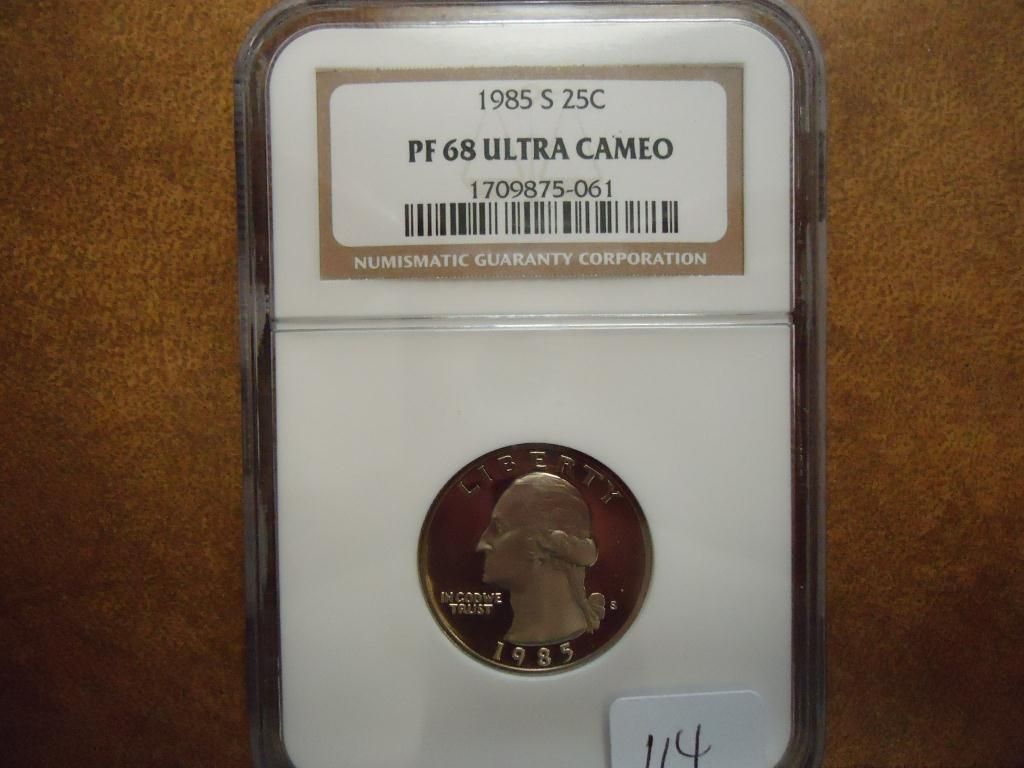 1985 S 25C
PF 68 ULTRA CAMEO
1709875-061
NUMISMATIC GUARANTY CORPORATION
LIBERTY
IN GOD WE
TRUST
S
1985
114